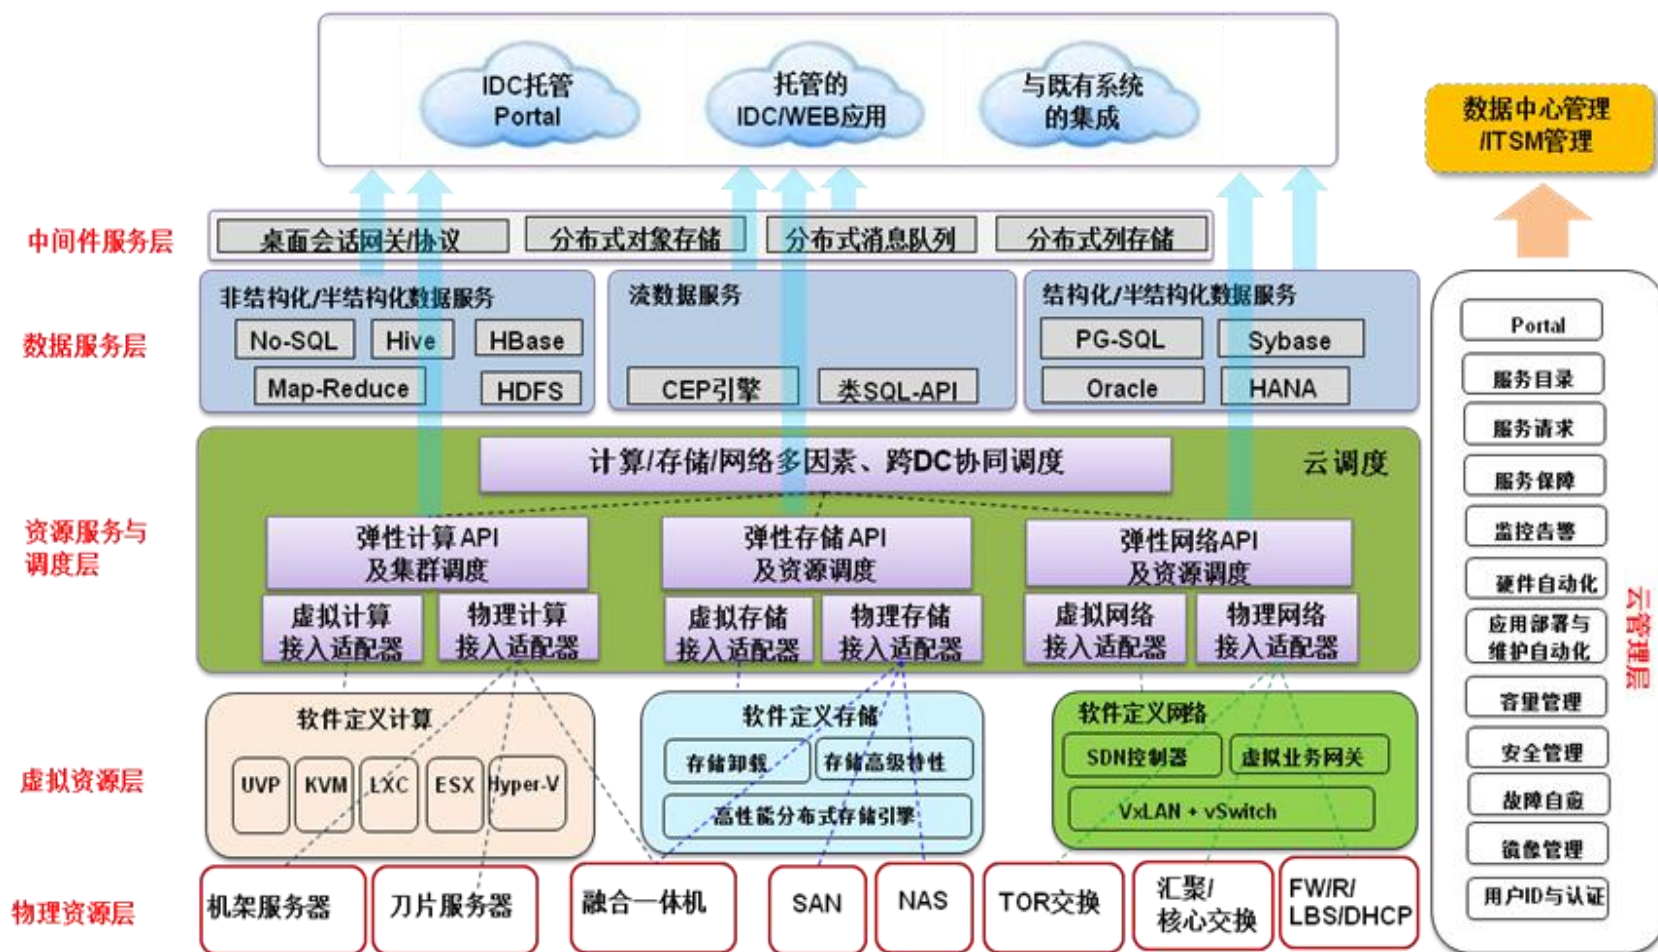 IDC托管
Portal
托管的
IDC/WEB应用
与既有系统
的集成
数据中心管理
/ITSM管理
中间件服务层
桌面会话网关/协议
分布式对象存储
分布式消息队列
分布式列存储
数据服务层
非结构化/半结构化数据服务
No-SQL
Hive
HBase
Map-Reduce
HDFS
流数据服务
CEP引擎
类SQL-API
结构化/半结构化数据服务
PG-SQL
Sybase
Oracle
HANA
资源服务与
调度层
计算/存储/网络多因素、跨DC协同调度
云调度
弹性计算API
及集群调度
弹性存储API
及资源调度
弹性网络API
及资源调度
虚拟计算
接入适配器
物理计算
接入适配器
虚拟存储
接入适配器
物理存储
接入适配器
虚拟网络
接入适配器
物理网络
接入适配器
虚拟资源层
软件定义计算
UVP
KVM
LXC
ESX
Hyper-V
软件定义存储
存储卸载
存储高级特性
高性能分布式存储引擎
软件定义网络
SDN控制器
虚拟业务网关
VxLAN + vSwitch
物理资源层
机架服务器
刀片服务器
融合一体机
SAN
NAS
TOR交换
汇聚/
核心交换
FW/R/
LBS/DHCP
Portal
服务目录
服务请求
服务保障
监控告警
硬件自动化
应用部署与
维护自动化
容量管理
安全管理
故障自愈
镜像管理
用户ID与认证
云管理层